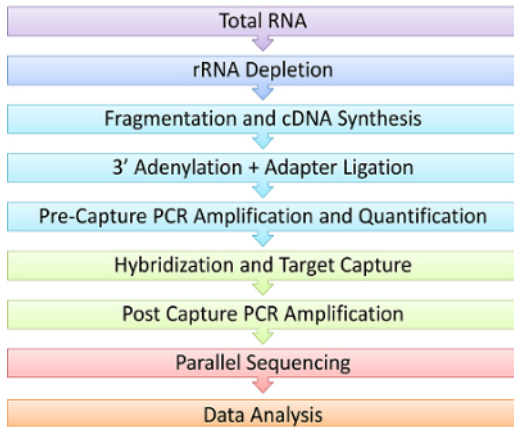 Total RNA
rRNA Depletion
Fragmentation and cDNA Synthesis
3’ Adenylation + Adapter Ligation
Pre-Capture PCR Amplification and Quantification
Hybridization and Target Capture
Post Capture PCR Amplification
Parallel Sequencing
Data Analysis